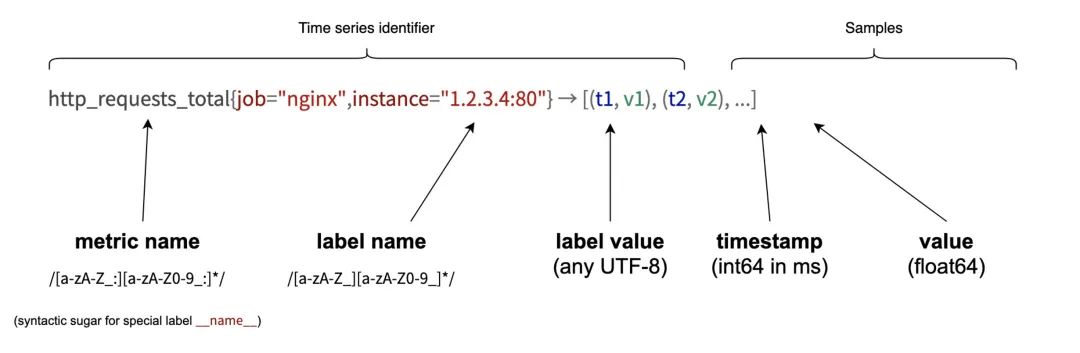 Time series identifier
Samples
http_requests_total{job="nginx",instance="1.2.3.4:80"} → [(t1, v1), (t2, v2), ...]
metric name
label name
label value
timestamp
value
(any UTF-8)
(int64 in ms)
(float64)
/[a-zA-Z_:][a-zA-Z0-9_:]*/
/[a-zA-Z_][a-zA-Z0-9_]*/
(syntactic sugar for special label __name__)